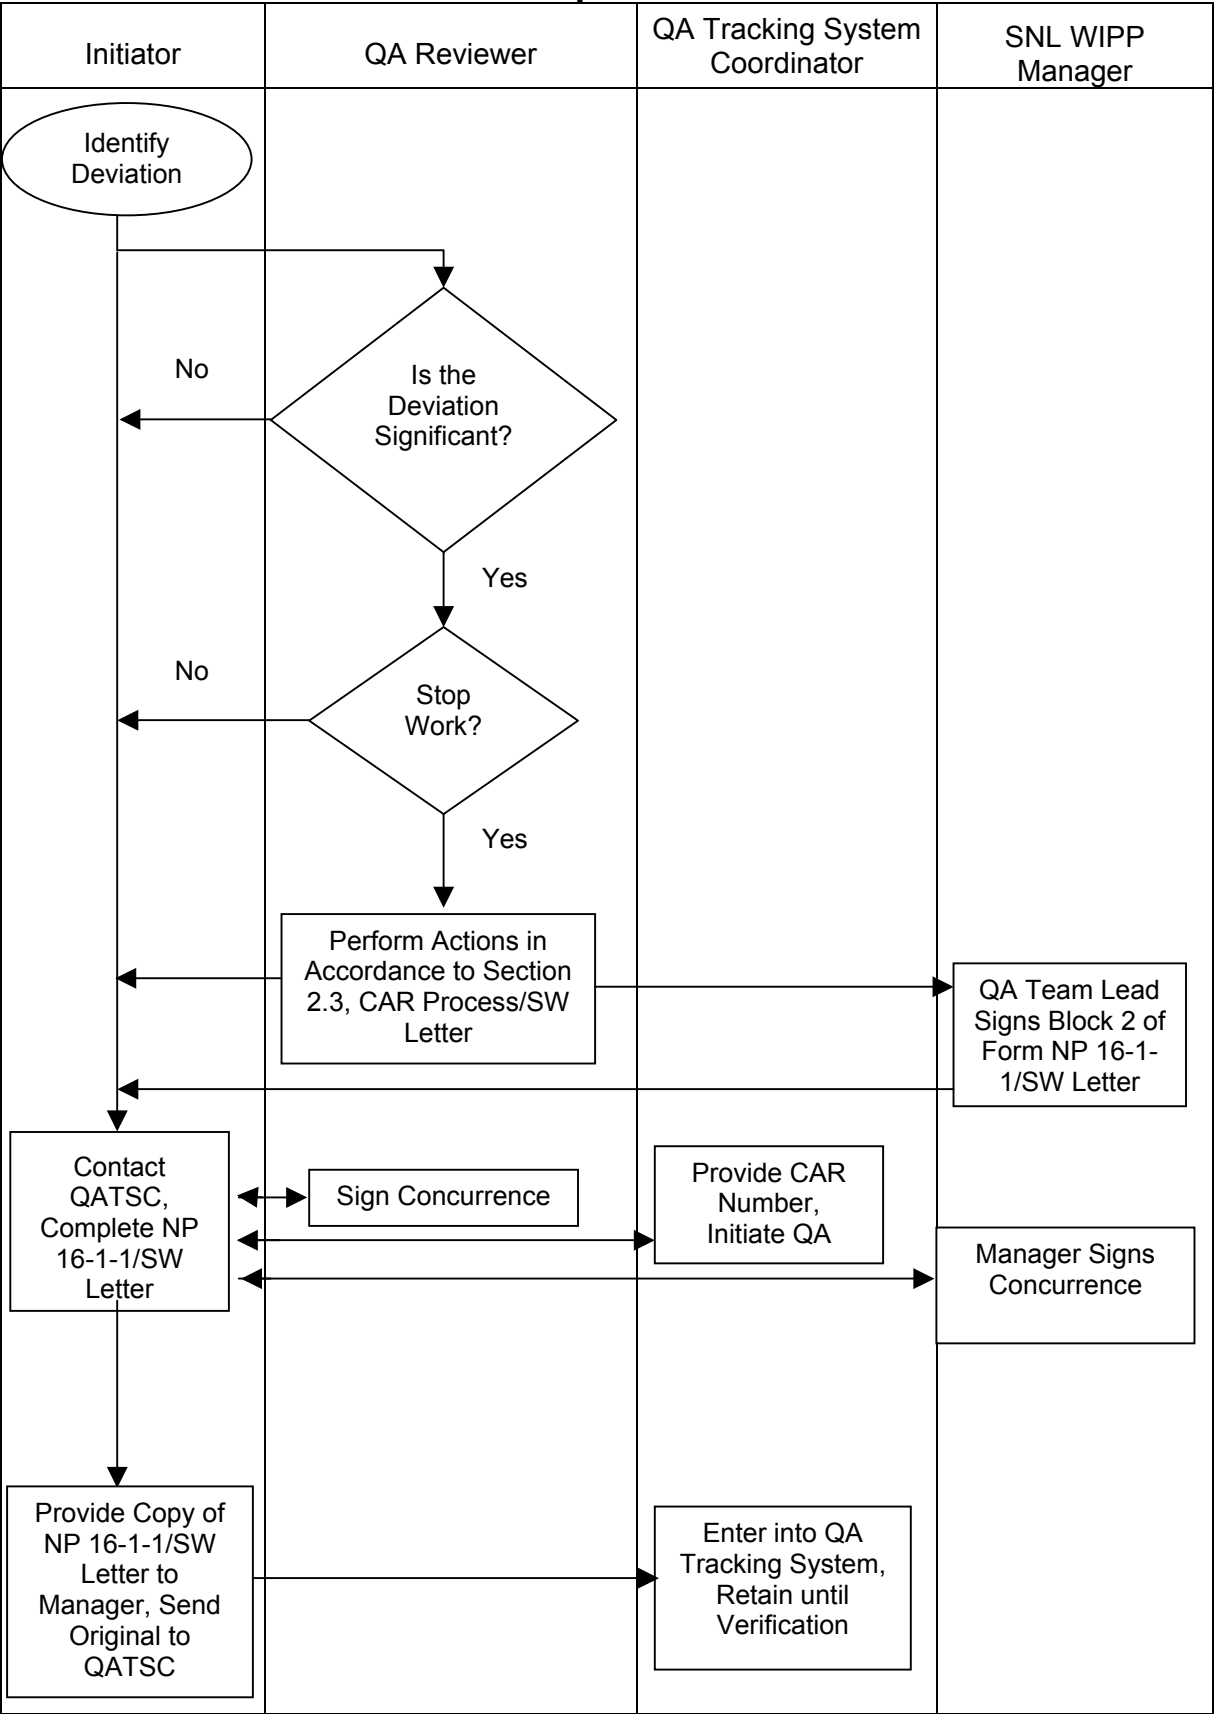 Initiator
QA Reviewer
QA Tracking System
Coordinator
SNL WIPP
Manager
Identify
Deviation
No
Is the
Deviation
Significant?
Yes
No
Stop
Work?
Yes
Perform Actions in
Accordance to Section
2.3, CAR Process/SW
Letter
QA Team Lead
Signs Block 2 of
Form NP 16-1-
1/SW Letter
Contact
QATSC,
Complete NP
16-1-1/SW
Letter
Sign Concurrence
Provide CAR
Number,
Initiate QA
Manager Signs
Concurrence
Provide Copy of
NP 16-1-1/SW
Letter to
Manager, Send
Original to
QATSC
Enter into QA
Tracking System,
Retain until
Verification